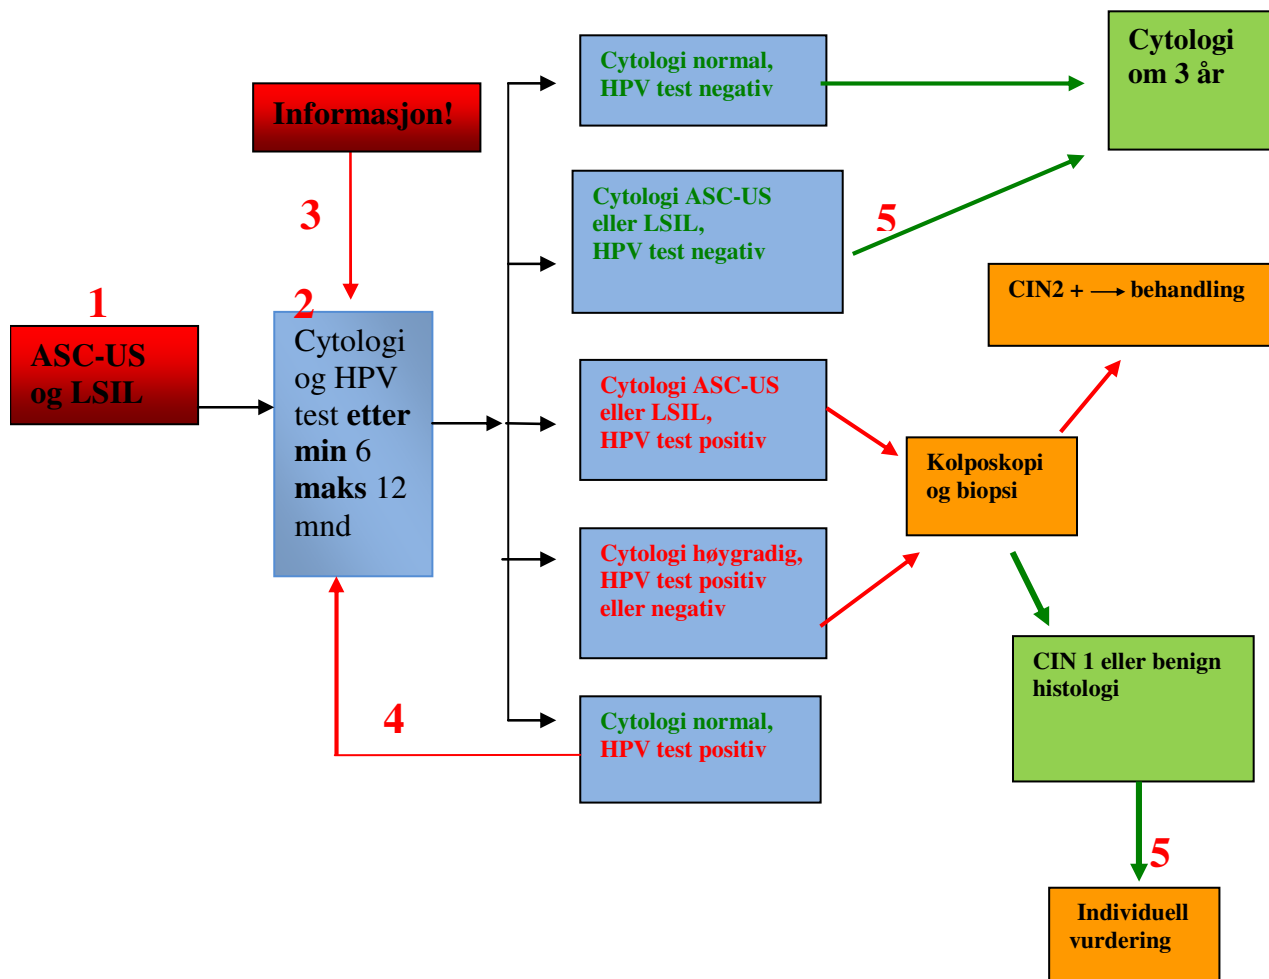 Informasjon!
3
1
ASC-US
og LSIL
2
Cytologi
og HPV
test etter
min 6
maks 12
mnd
4
Cytologi normal,
HPV test negativ
Cytologi ASC-US
eller LSIL,
HPV test negativ
5
Cytologi
om 3 år
Cytologi ASC-US
eller LSIL,
HPV test positiv
Cytologi høygradig,
HPV test positiv
eller negativ
Cytologi normal,
HPV test positiv
Kolposkopi
og biopsi
CIN2 + → behandling
CIN 1 eller benign
histologi
5
Individuell
vurdering